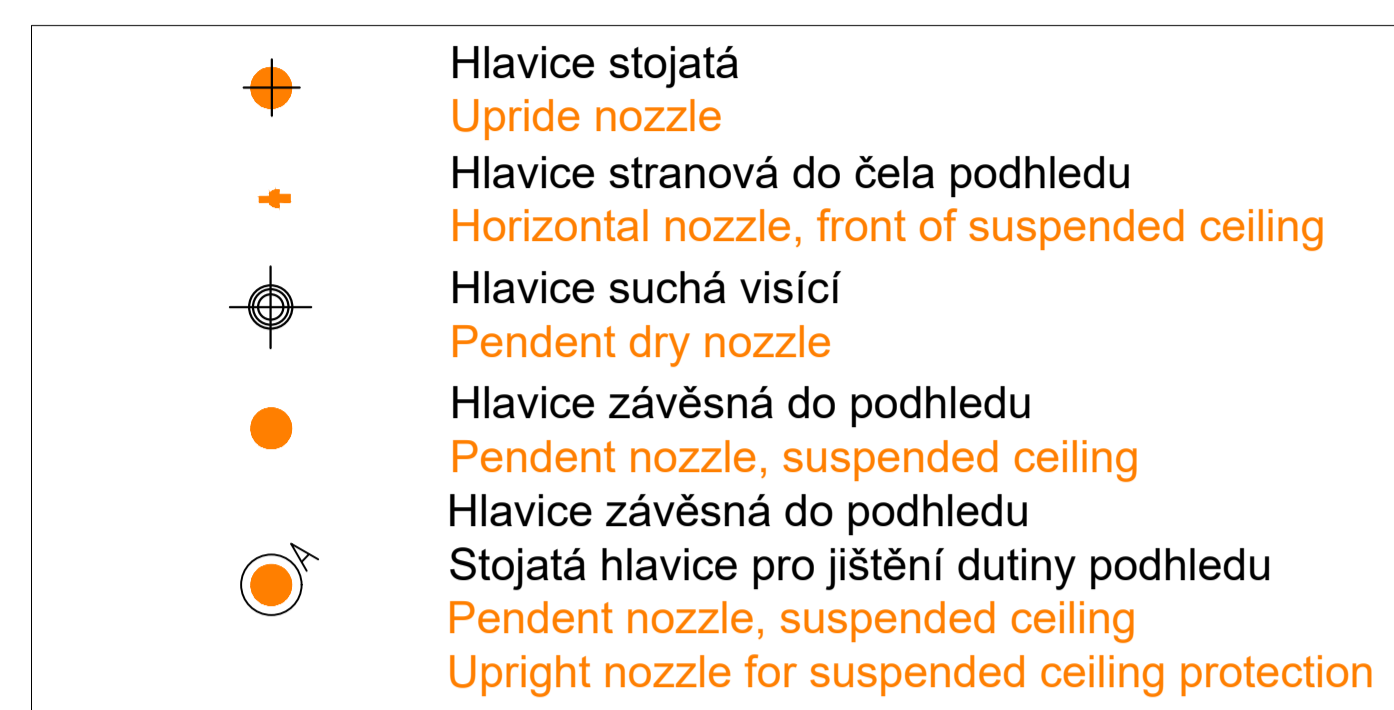 Hlavice stojatá
Upride nozzle
Hlavice stranová do čela podhledu
Horizontal nozzle, front of suspended ceiling
Hlavice suchá visící
Pendent dry nozzle
Hlavice závěsná do podhledu
Pendent nozzle, suspended ceiling
Hlavice závěsná do podhledu
A
Stojatá hlavice pro jištění dutiny podhledu
Pendent nozzle, suspended ceiling
Upright nozzle for suspended ceiling protection